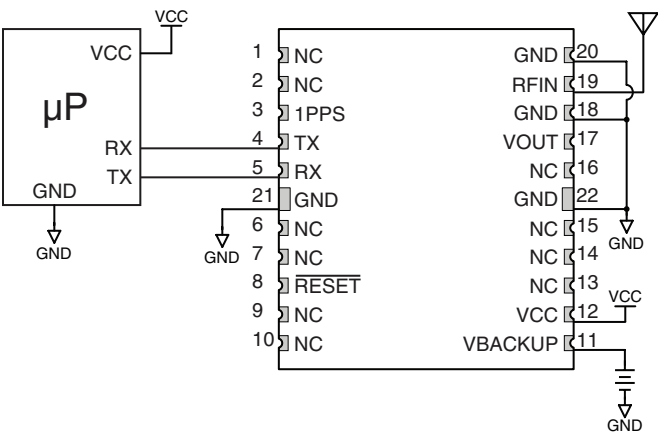 VCC
VCC
μP
RX
TX
GND
GND
1 NC
2 NC
3 1PPS
4 TX
5 RX
21 GND
GND
6 NC
7 NC
8 RESET
9 NC
10 NC
GND 20
RFIN 19
GND 18
VOUT 17
NC 16
GND 22
GND
NC 15
NC 14
NC 13
VCC 12
VCC
VBACKUP 11
GND